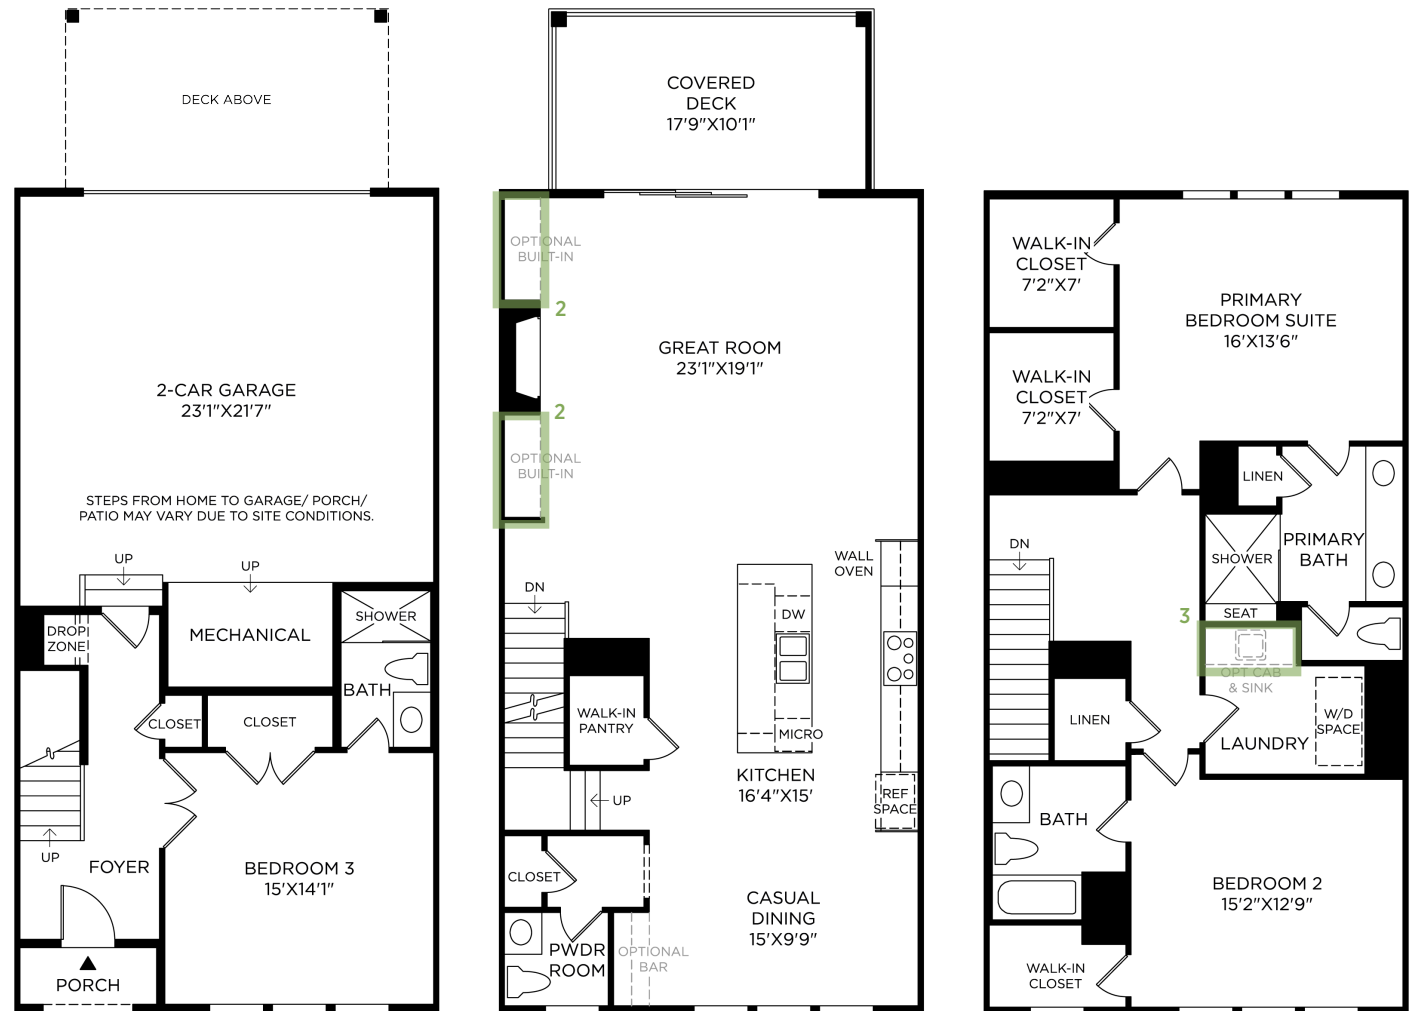 DECK ABOVE
2-CAR GARAGE
23'1"X21'7"
STEPS FROM HOME TO GARAGE/ PORCH/
PATIO MAY VARY DUE TO SITE CONDITIONS.
UP
UP
DROP
ZONE
MECHANICAL
SHOWER
BATH
CLOSET
CLOSET
UP
FOYER
BEDROOM 3
15'X14'1"
PORCH
COVERED
DECK
17'9"X10'1"
OPTIONAL
BUILT-IN
2
GREAT ROOM
23'1"X19'1"
2
OPTIONAL
BUILT-IN
WALL
OVEN
DN
DW
WALK-IN
PANTRY
MICRO
KITCHEN
16'4"X15'
REF
SPACE
UP
CLOSET
CASUAL
DINING
15'X9'9"
PWDR
ROOM
OPTIONAL
BAR
WALK-IN
CLOSET
7'2"X7'
PRIMARY
BEDROOM SUITE
16'X13'6"
WALK-IN
CLOSET
7'2"X7'
LINEN
DN
SHOWER
PRIMARY
BATH
3
SEAT
OPT CAB
& SINK
LINEN
W/D
SPACE
LAUNDRY
BATH
BEDROOM 2
15'2"X12'9"
WALK-IN
CLOSET